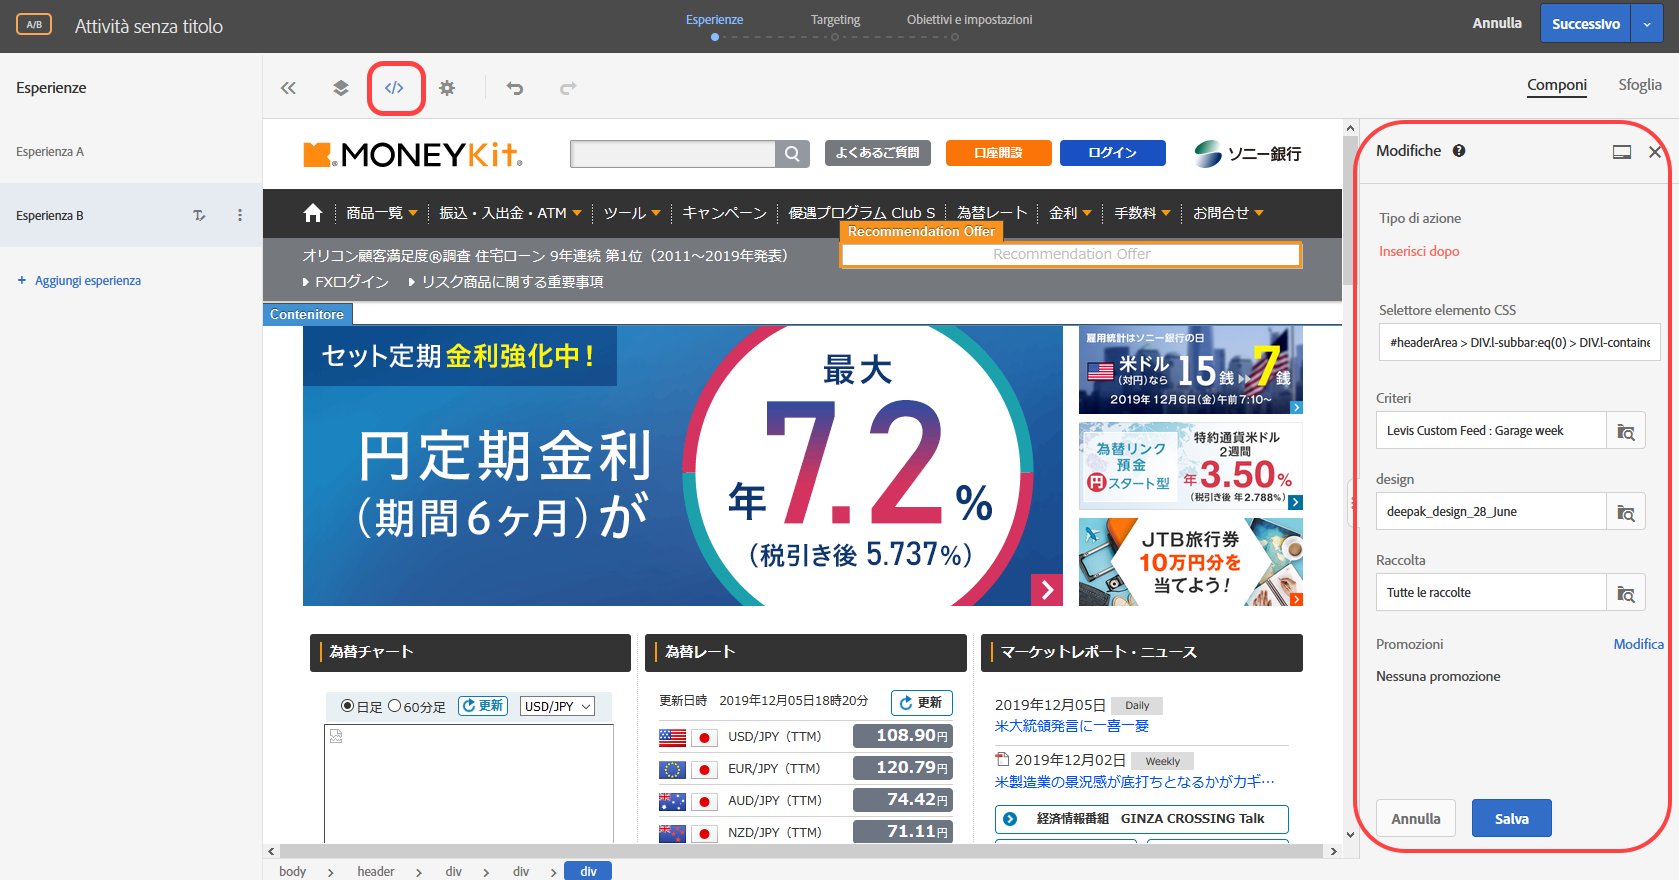 A/B
Attività senza titolo
Esperienze
Targeting
Obiettivi e impostazioni
Annulla
Successivo
Esperienze
Esperienza A
Esperienza B
+ Aggiungi esperienza
Componi
Sfoglia
MONEYKit
よくあるご質問
口座開設
ログイン
ソニー銀行
商品一覧
振込・入出金・ATM
ツール
キャンペーン
優遇プログラム Club S
為替レート
金利
手数料
お問合せ
Recommendation Offer
Recommendation Offer
オリコン顧客満足度®調査 住宅ローン 9年連続 第1位（2011～2019年発表）
FXログイン
リスク商品に関する重要事項
Contenitore
セット定期 金利強化中！
円定期金利
（期間6ヶ月）が
最大
年7.2%
（税引き後 5.737%）
雇用統計はソニー銀行の日
米ドル
（対円）なら
15銭 7銭
2019年12月6日（金）午前7:10～
為替リンク
預金
円 スタート型
特約通貨米ドル
2週間
年3.50%
（税引き後 年2.788%）
JTB旅行券
10万円分を
当てよう！
為替チャート
日足
60分足
更新
USD/JPY
為替レート
更新日時 2019年12月05日18時20分
更新
USD/JPY（TTM） 108.90円
EUR/JPY（TTM） 120.79円
AUD/JPY（TTM） 74.42円
NZD/JPY（TTM） 71.11円
マーケットレポート・ニュース
2019年12月05日 Daily
米大統領発言に一喜一憂
2019年12月02日 Weekly
米製造業の景況感が底打ちとなるかがカギ…
経済情報番組 GINZA CROSSING Talk
Modifiche
Tipo di azione
Inserisci dopo
Selettore elemento CSS
#headerArea > DIV.l-subbar:eq(0) > DIV.l-containe
Criteri
Levis Custom Feed : Garage week
design
deepak_design_28_June
Raccolta
Tutte le raccolte
Promozioni
Modifica
Nessuna promozione
Annulla
Salva
body
header
div
div
div